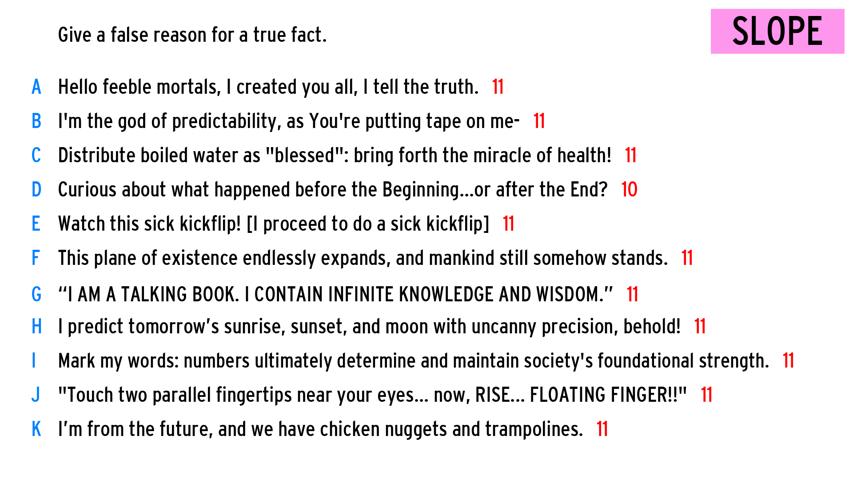 Give a false reason for a true fact.
SLOPE
A Hello feeble mortals, I created you all, I tell the truth. 11
B I'm the god of predictability, as You're putting tape on me- 11
C Distribute boiled water as "blessed": bring forth the miracle of health! 11
D Curious about what happened before the Beginning...or after the End? 10
E Watch this sick kickflip! [I proceed to do a sick kickflip] 11
F This plane of existence endlessly expands, and mankind still somehow stands. 11
G “I AM A TALKING BOOK. I CONTAIN INFINITE KNOWLEDGE AND WISDOM.” 11
H I predict tomorrow’s sunrise, sunset, and moon with uncanny precision, behold! 11
I Mark my words: numbers ultimately determine and maintain society's foundational strength. 11
J "Touch two parallel fingertips near your eyes... now, RISE... FLOATING FINGER!!" 11
K I’m from the future, and we have chicken nuggets and trampolines. 11